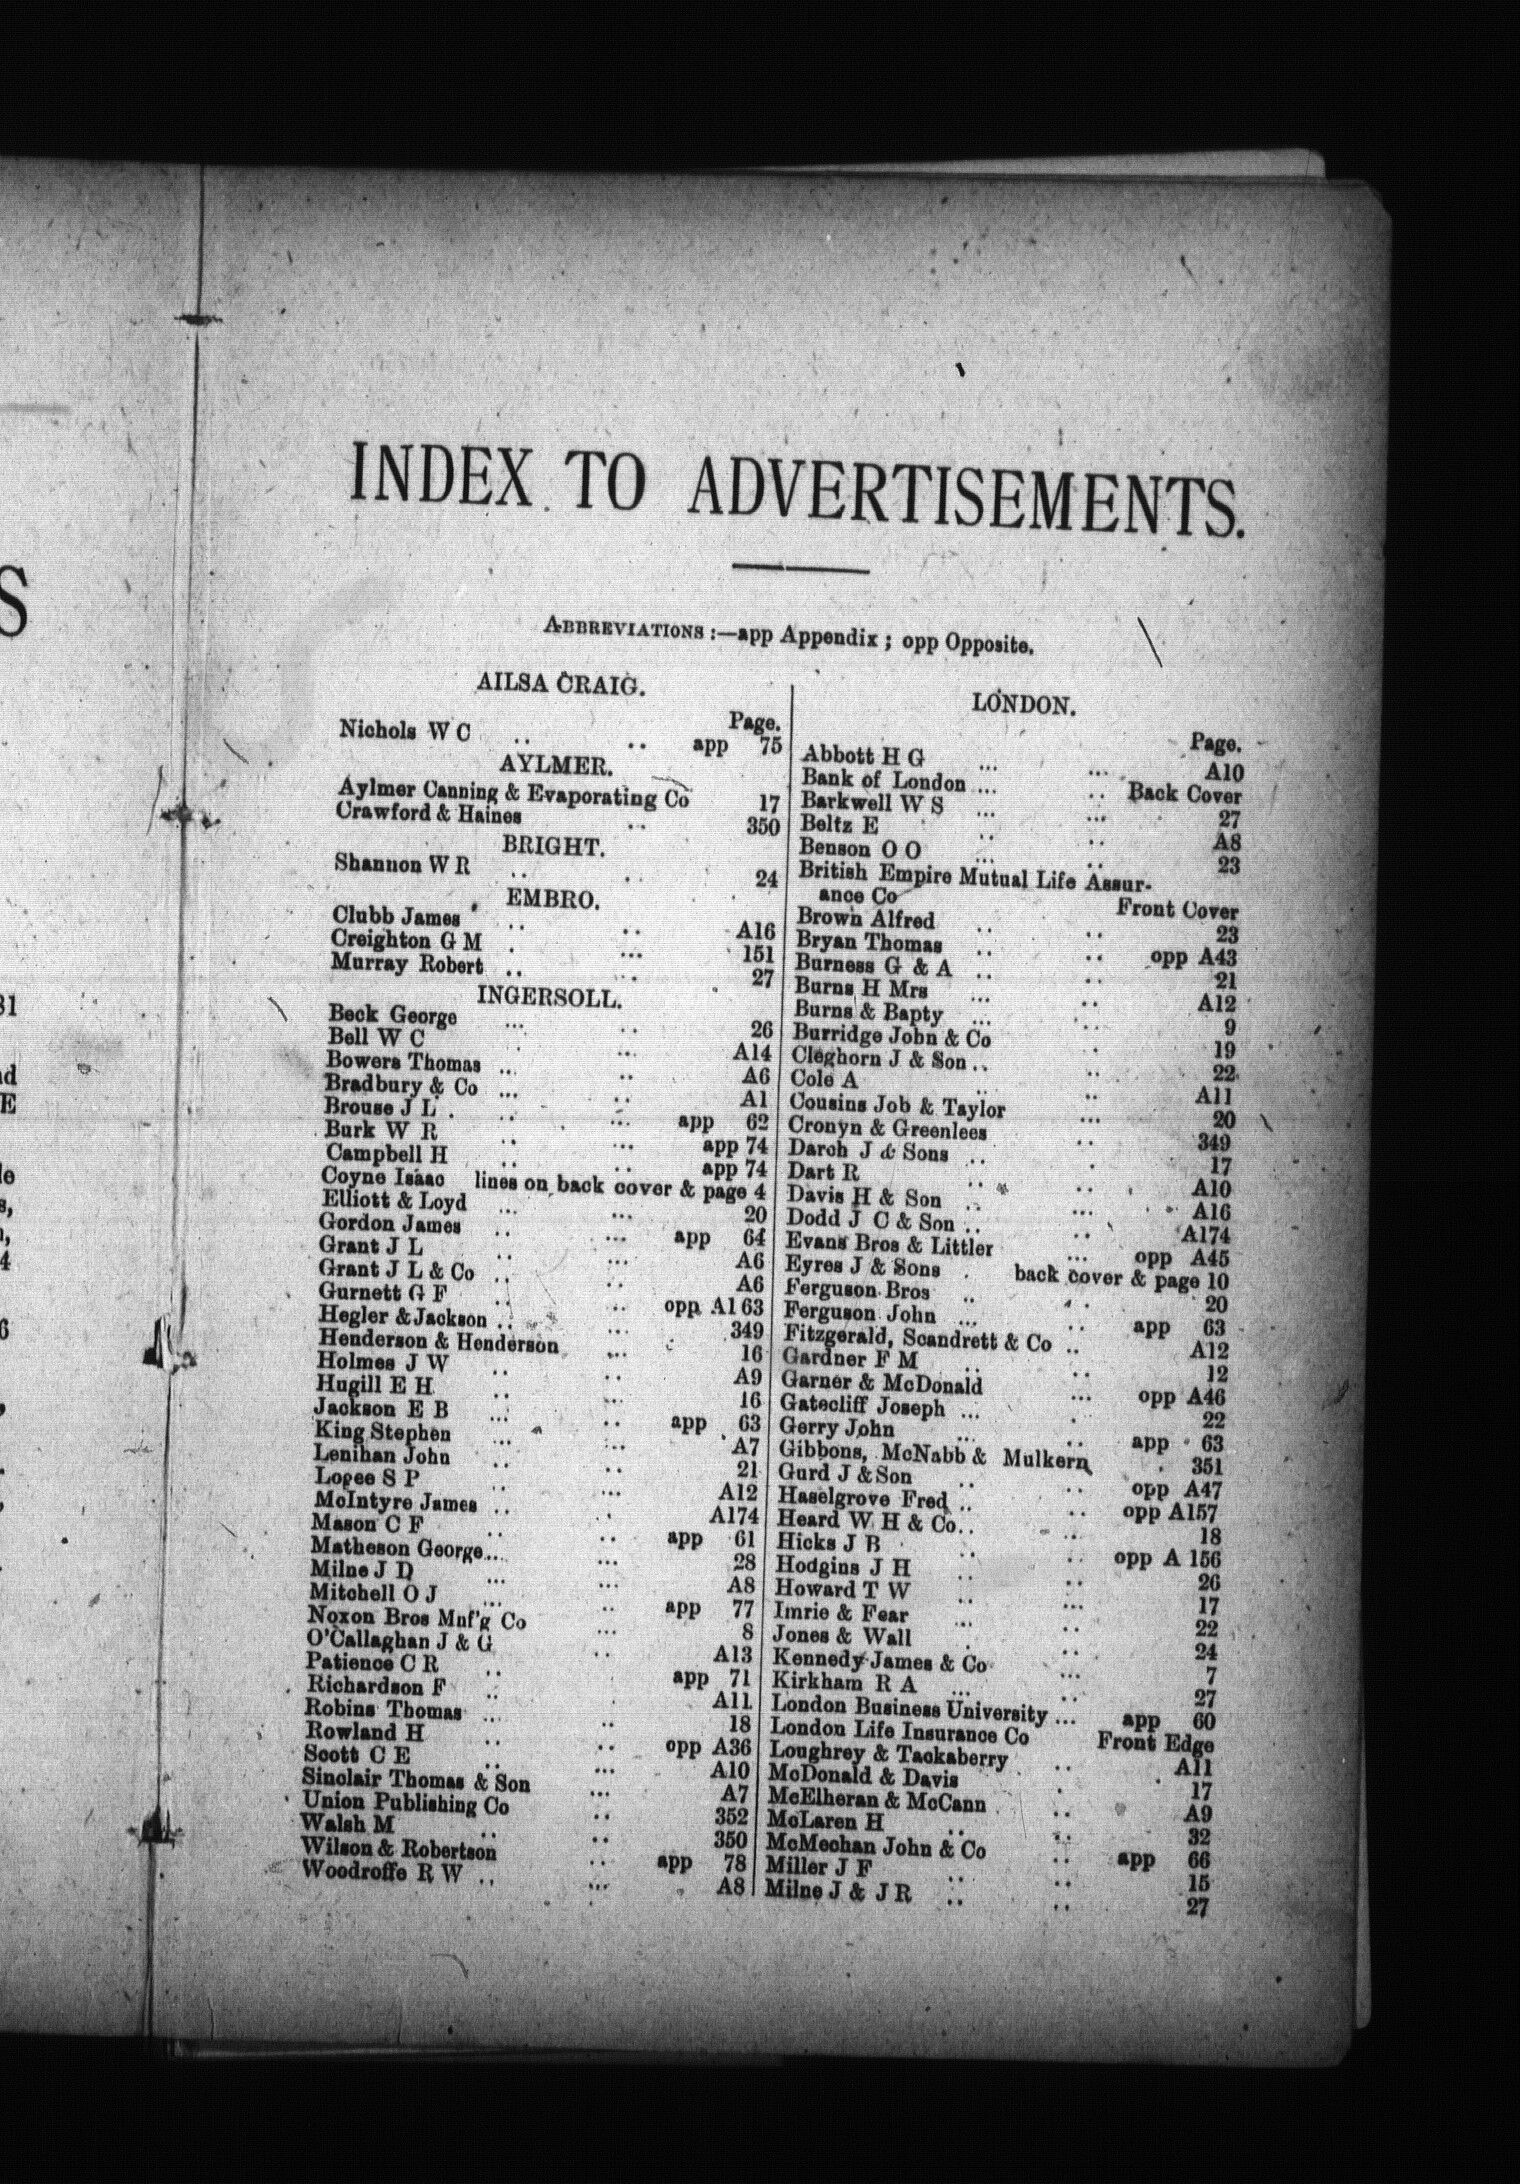 INDEX TO ADVERTISEMENTS.
ABBREVIATIONS :—app Appendix ; opp Opposite.
AILSA CRAIG.
Page.
Nichols W C .. .. app 75
AYLMER.
Aylmer Canning & Evaporating Co 17
Crawford & Haines .. 350
BRIGHT.
Shannon W R .. . 24
EMBRO.
Clubb James .. .. A16
Creighton G M . ... 151
Murray Robert .. .. 27
INGERSOLL.
Beck George ... .. 26
Bell W C . ... A14
Bowers Thomas .. .. A6
Bradbury & Co ... .. A1
Brouse J L . .. ... app 62
Burk W R .. ... app 74
Campbell H .. .. app 74
Coyne Isaac lines on back cover & page 4
Elliott & Loyd ... ... 20
Gordon James .. ... app 64
Grant J L .. ... A6
Grant J L & Co .. .. A6
Gurnett G F .. .. opp A163
Hegler & Jackson .. ... 349
Henderson & Henderson ... 16
Holmes J W .. .. A9
Hugill E H .. ... 16
Jackson E B ... .. app 63
King Stephen ... ... A7
Lenihan John .. .. 21
Logee S P .. ... A12
McIntyre James .. .. A174
Mason C F .. .. app 61
Matheson George... ... 28
Milne J D ... ... A8
Mitchell O J ... .. app 77
Noxon Bros Mnf'g Co ... 8
O'Callaghan J & G .. A13
Patience C R .. app 71
Richardson F .. A11
Robins Thomas ... .. 18
Rowland H .. .. opp A36
Scott C E .. ... A10
Sinclair Thomas & Son ... A7
Union Publishing Co .. 352
Walsh M .. .. 350
Wilson & Robertson .. app 78
Woodroffe R W .. ... A8
LONDON.
Page.
Abbott H G ... ... A10
Bank of London ... .. Back Cover
Barkwell W S ... ... 27
Beltz E .. .. A8
Benson O O ... .. 23
British Empire Mutual Life Assur-
ance Co Front Cover
Brown Alfred .. .. 23
Bryan Thomas .. .. opp A43
Burness G & A .. .. 21
Burns H Mrs ... .. A12
Burns & Bapty ... .. 9
Burridge John & Co . 19
Cleghorn J & Son .. .. 22
Cole A .. .. A11
Cousins Job & Taylor ... 20
Cronyn & Greenlees .. 349
Darch J & Sons .. . 17
Dart R .. .. A10
Davis H & Son .. ... A16
Dodd J C & Son .. .. A174
Evans Bros & Littler ... opp A45
Eyres J & Sons . back cover & page 10
Ferguson Bros .. .. 20
Ferguson John ... .. app 63
Fitzgerald, Scandrett & Co .. A12
Gardner F M .. .. 12
Garner & McDonald ... opp A46
Gatecliff Joseph ... . 22
Gerry John ... .. app 63
Gibbons, McNabb & Mulkern . 351
Gurd J & Son .. .. opp A47
Haselgrove Fred .. .. opp A157
Heard W H & Co.. .. 18
Hicks J B .. .. opp A 156
Hodgins J H .. .. 26
Howard T W .. ... 17
Imrie & Fear ... .. 22
Jones & Wall . .. 24
Kennedy James & Co ... 7
Kirkham R A ... .. 27
London Business University ... app 60
London Life Insurance Co Front Edge
Loughrey & Tackaberry .. A11
McDonald & Davis . 17
McElheran & McCann .. A9
McLaren H .. .. 32
McMechan John & Co .. app 66
Miller J F .. .. 15
Milne J & J R .. .. 27